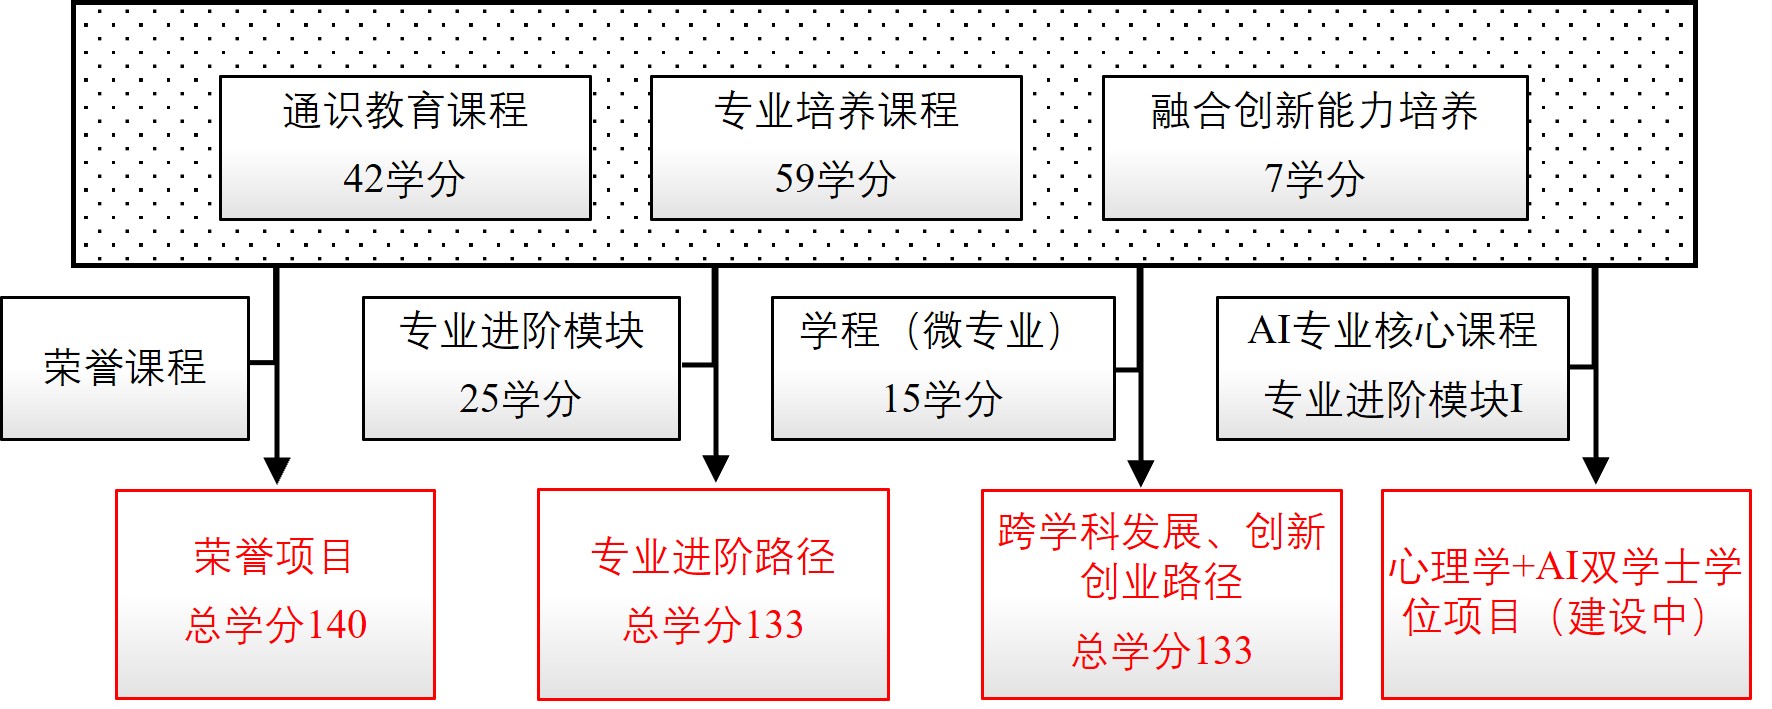 通识教育课程
42学分
专业培养课程
59学分
融合创新能力培养
7学分
荣誉课程
专业进阶模块
25学分
学程（微专业）
15学分
AI专业核心课程
专业进阶模块I
荣誉项目
总学分140
专业进阶路径
总学分133
跨学科发展、创新
创业路径
总学分133
心理学+AI双学士学
位项目（建设中）